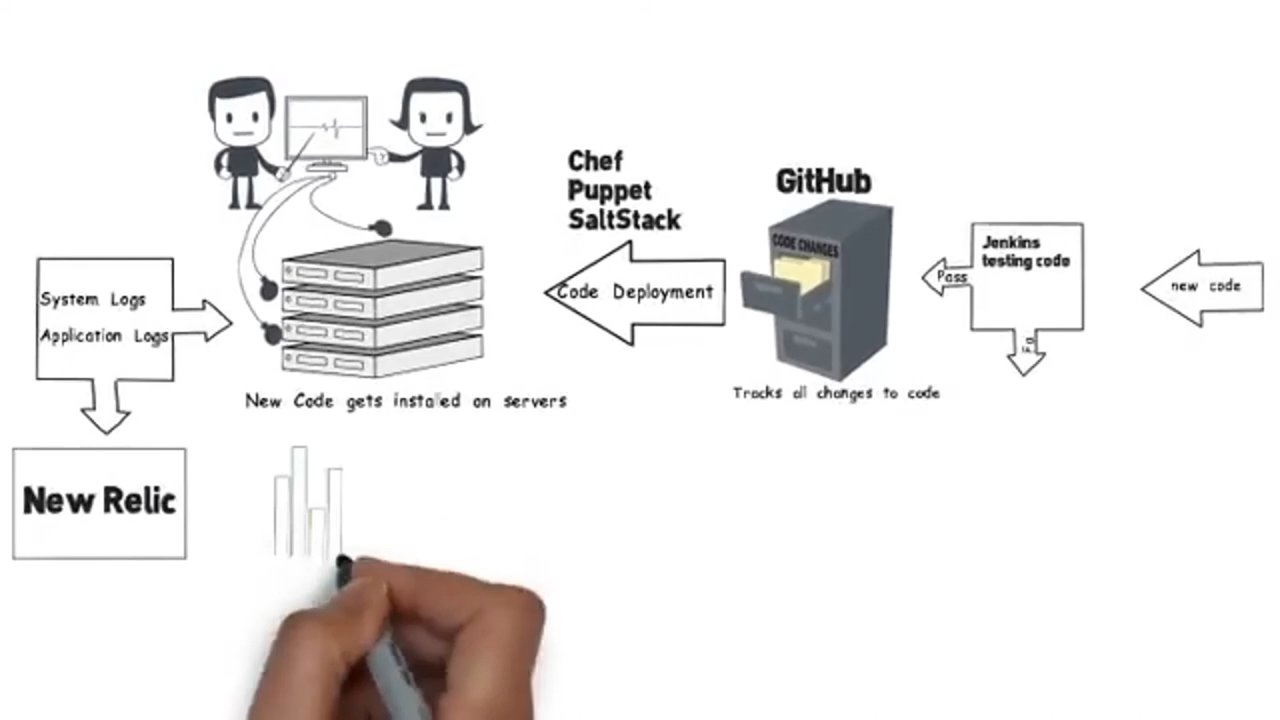 Chef
Puppet
SaltStack
GitHub
CODE CHANGES
Jenkins
testing code
System Logs
Application Logs
Code Deployment
Pass
new code
Fa
New Code gets installed on servers
Tracks all changes to code
New Relic